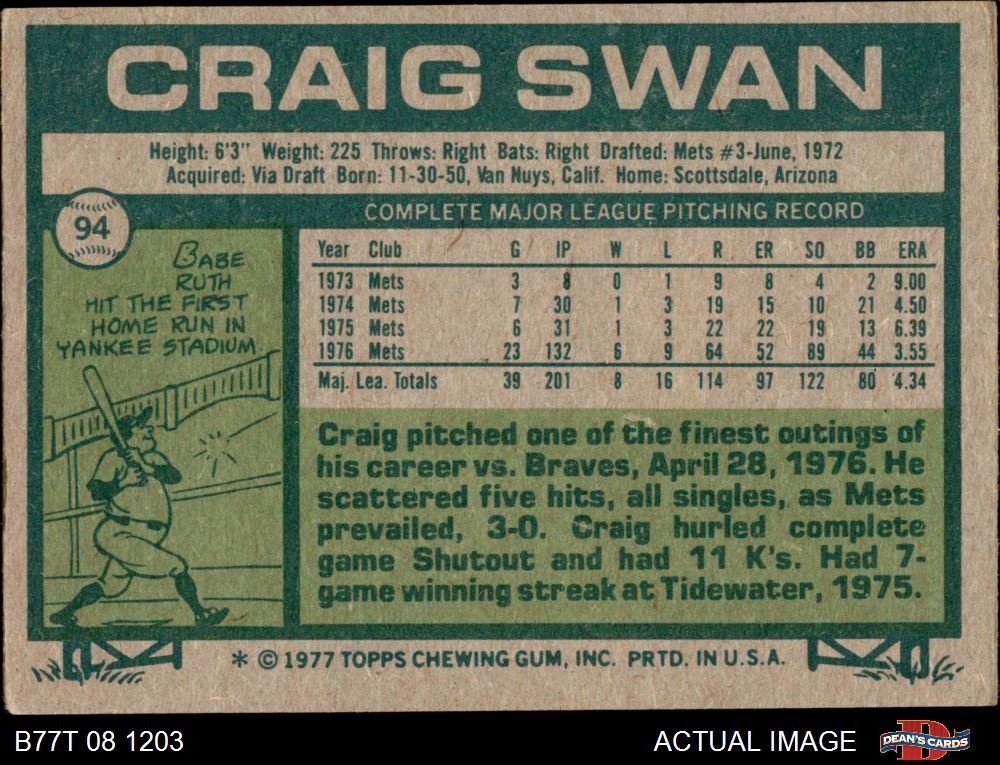 CRAIG SWAN
Height: 6'3" Weight: 225 Throws: Right Bats: Right Drafted: Mets #3-June, 1972
Acquired: Via Draft Born: 11-30-50, Van Nuys, Calif. Home: Scottsdale, Arizona
94
COMPLETE MAJOR LEAGUE PITCHING RECORD
BABE
RUTH
HIT THE FIRST
HOME RUN IN
YANKEE STADIUM
Year Club G IP W L R ER SO BB ERA
1973 Mets 3 8 0 1 9 8 4 2 9.00
1974 Mets 7 30 1 3 19 15 10 21 4.50
1975 Mets 6 31 1 3 22 22 19 13 6.39
1976 Mets 23 132 6 9 64 52 89 44 3.55
Maj. Lea. Totals 39 201 8 16 114 97 122 80 4.34
Craig pitched one of the finest outings of
his career vs. Braves, April 28, 1976. He
scattered five hits, all singles, as Mets
prevailed, 3-0. Craig hurled complete
game Shutout and had 11 K's. Had 7-
game winning streak at Tidewater, 1975.
* © 1977 TOPPS CHEWING GUM, INC. PRTD. IN U.S.A.
B77T 08 1203
ACTUAL IMAGE
D
DEAN'S CARDS